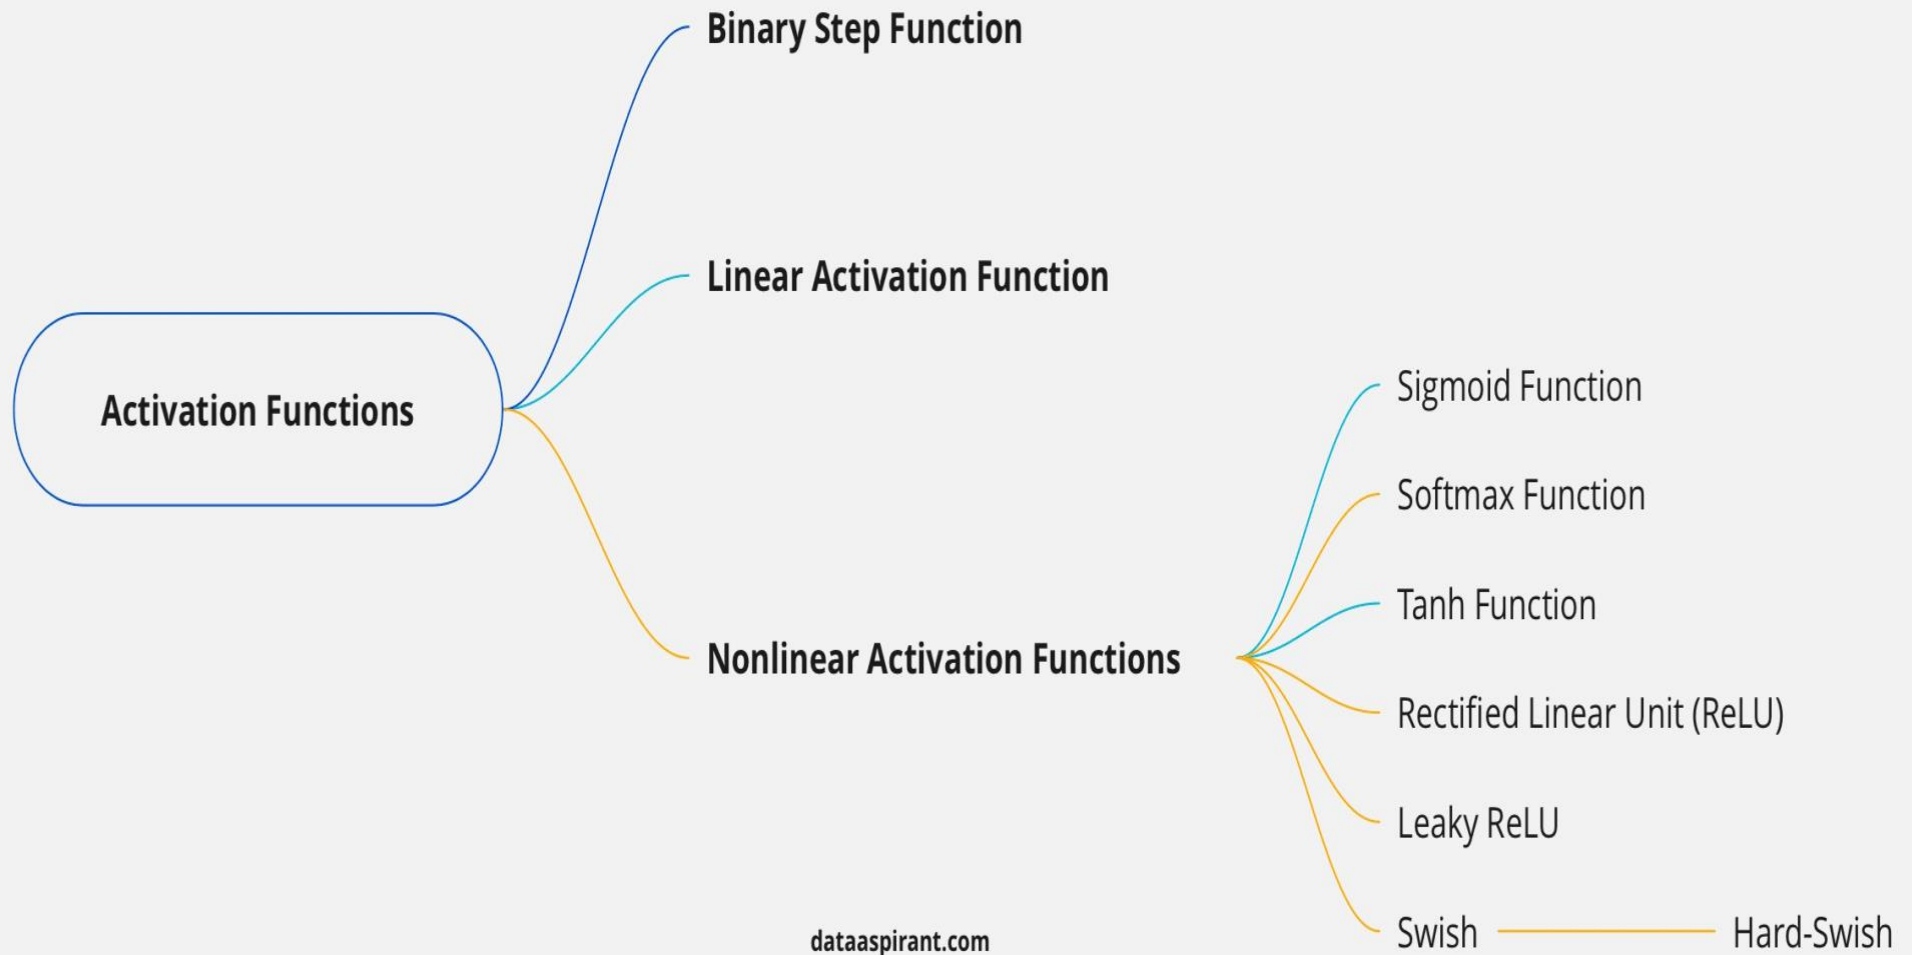 Binary Step Function
Linear Activation Function
Activation Functions
Nonlinear Activation Functions
Sigmoid Function
Softmax Function
Tanh Function
Rectified Linear Unit (ReLU)
Leaky ReLU
Swish
Hard-Swish
dataaspirant.com